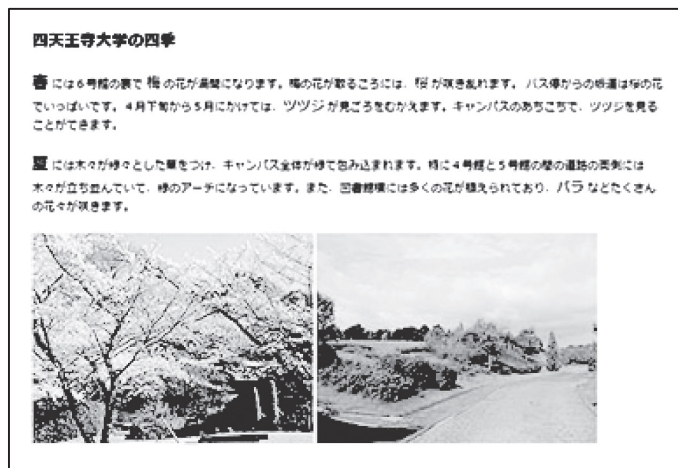 四天王寺大学の四季
春には6号館の裏で梅の花が満開になります。梅の花が散るころには、桜が咲き乱れます。バス停からの坂道は桜の花
でいっぱいです。4月下旬から5月にかけては、ツツジが見ごろをむかえます。キャンパスのあちこちで、ツツジを見る
ことができます。
夏には木々が緑々とした葉をつけ、キャンパス全体が緑で包み込まれます。特に4号館と5号館の間の道路の両側には
木々が立ち並んでいて、緑のアーチになっています。また、図書館横には多くの花が植えられており、バラなどたくさん
の花々が咲きます。